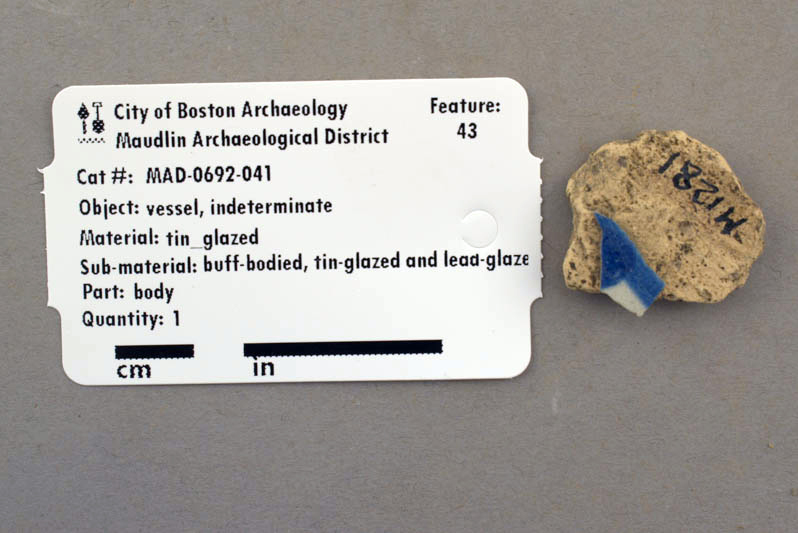 City of Boston Archaeology
Maudlin Archaeological District
Feature:
43
Cat #: MAD-0692-041
Object: vessel, indeterminate
Material: tin_glazed
Sub-material: buff-bodied, tin-glazed and lead-glaze
Part: body
Quantity: 1
cm
in
M1281